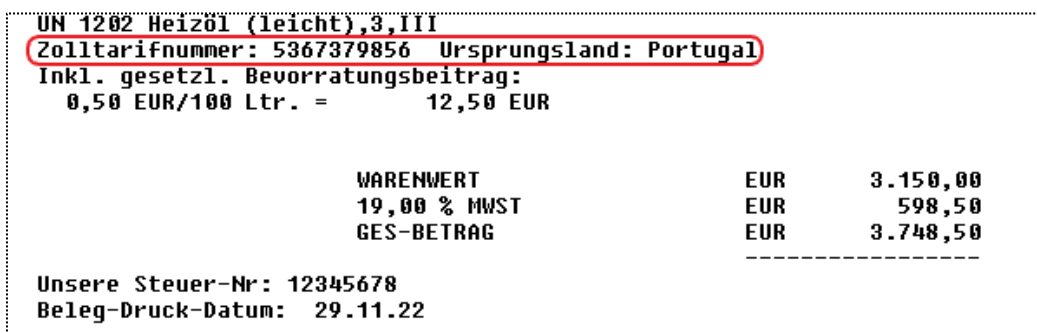 UN 1202 Heizöl (leicht),3,III
Zolltarifnummer: 5367379856 Ursprungsland: Portugal
Inkl. gesetzl. Bevorratungsbeitrag:
0,50 EUR/100 Ltr. = 12,50 EUR
WARENWERT EUR 3.150,00
19,00 % MWST EUR 598,50
GES-BETRAG EUR 3.748,50
-----------------
Unsere Steuer-Nr: 12345678
Beleg-Druck-Datum: 29.11.22